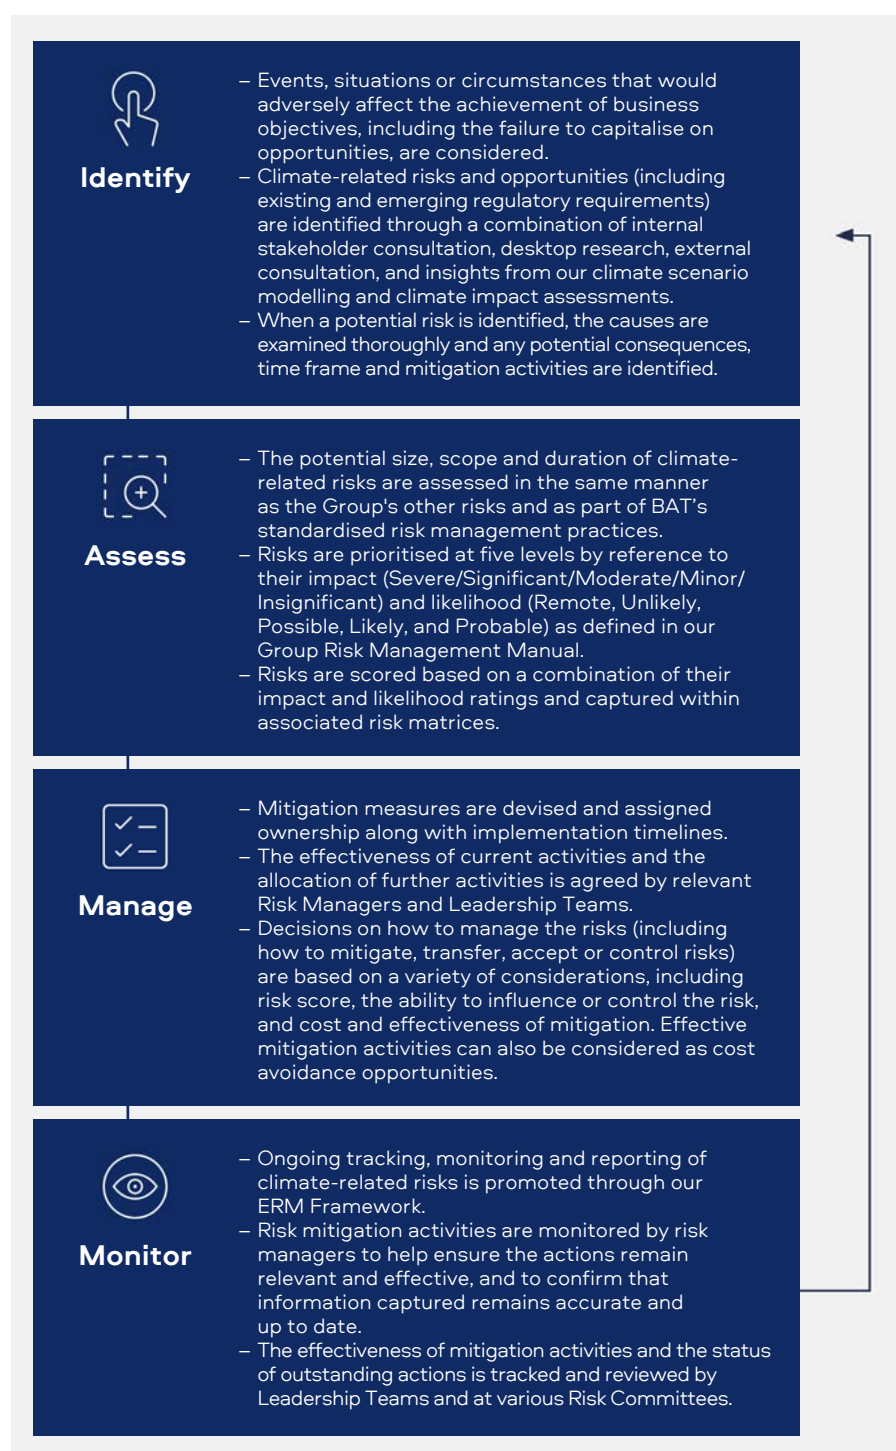 Identify
– Events, situations or circumstances that would
adversely affect the achievement of business
objectives, including the failure to capitalise on
opportunities, are considered.
– Climate-related risks and opportunities (including
existing and emerging regulatory requirements)
are identified through a combination of internal
stakeholder consultation, desktop research, external
consultation, and insights from our climate scenario
modelling and climate impact assessments.
– When a potential risk is identified, the causes are
examined thoroughly and any potential consequences,
time frame and mitigation activities are identified.
Assess
– The potential size, scope and duration of climate-
related risks are assessed in the same manner
as the Group's other risks and as part of BAT’s
standardised risk management practices.
– Risks are prioritised at five levels by reference to
their impact (Severe/Significant/Moderate/Minor/
Insignificant) and likelihood (Remote, Unlikely,
Possible, Likely, and Probable) as defined in our
Group Risk Management Manual.
– Risks are scored based on a combination of their
impact and likelihood ratings and captured within
associated risk matrices.
Manage
– Mitigation measures are devised and assigned
ownership along with implementation timelines.
– The effectiveness of current activities and the
allocation of further activities is agreed by relevant
Risk Managers and Leadership Teams.
– Decisions on how to manage the risks (including
how to mitigate, transfer, accept or control risks)
are based on a variety of considerations, including
risk score, the ability to influence or control the risk,
and cost and effectiveness of mitigation. Effective
mitigation activities can also be considered as cost
avoidance opportunities.
Monitor
– Ongoing tracking, monitoring and reporting of
climate-related risks is promoted through our
ERM Framework.
– Risk mitigation activities are monitored by risk
managers to help ensure the actions remain
relevant and effective, and to confirm that
information captured remains accurate and
up to date.
– The effectiveness of mitigation activities and the status
of outstanding actions is tracked and reviewed by
Leadership Teams and at various Risk Committees.